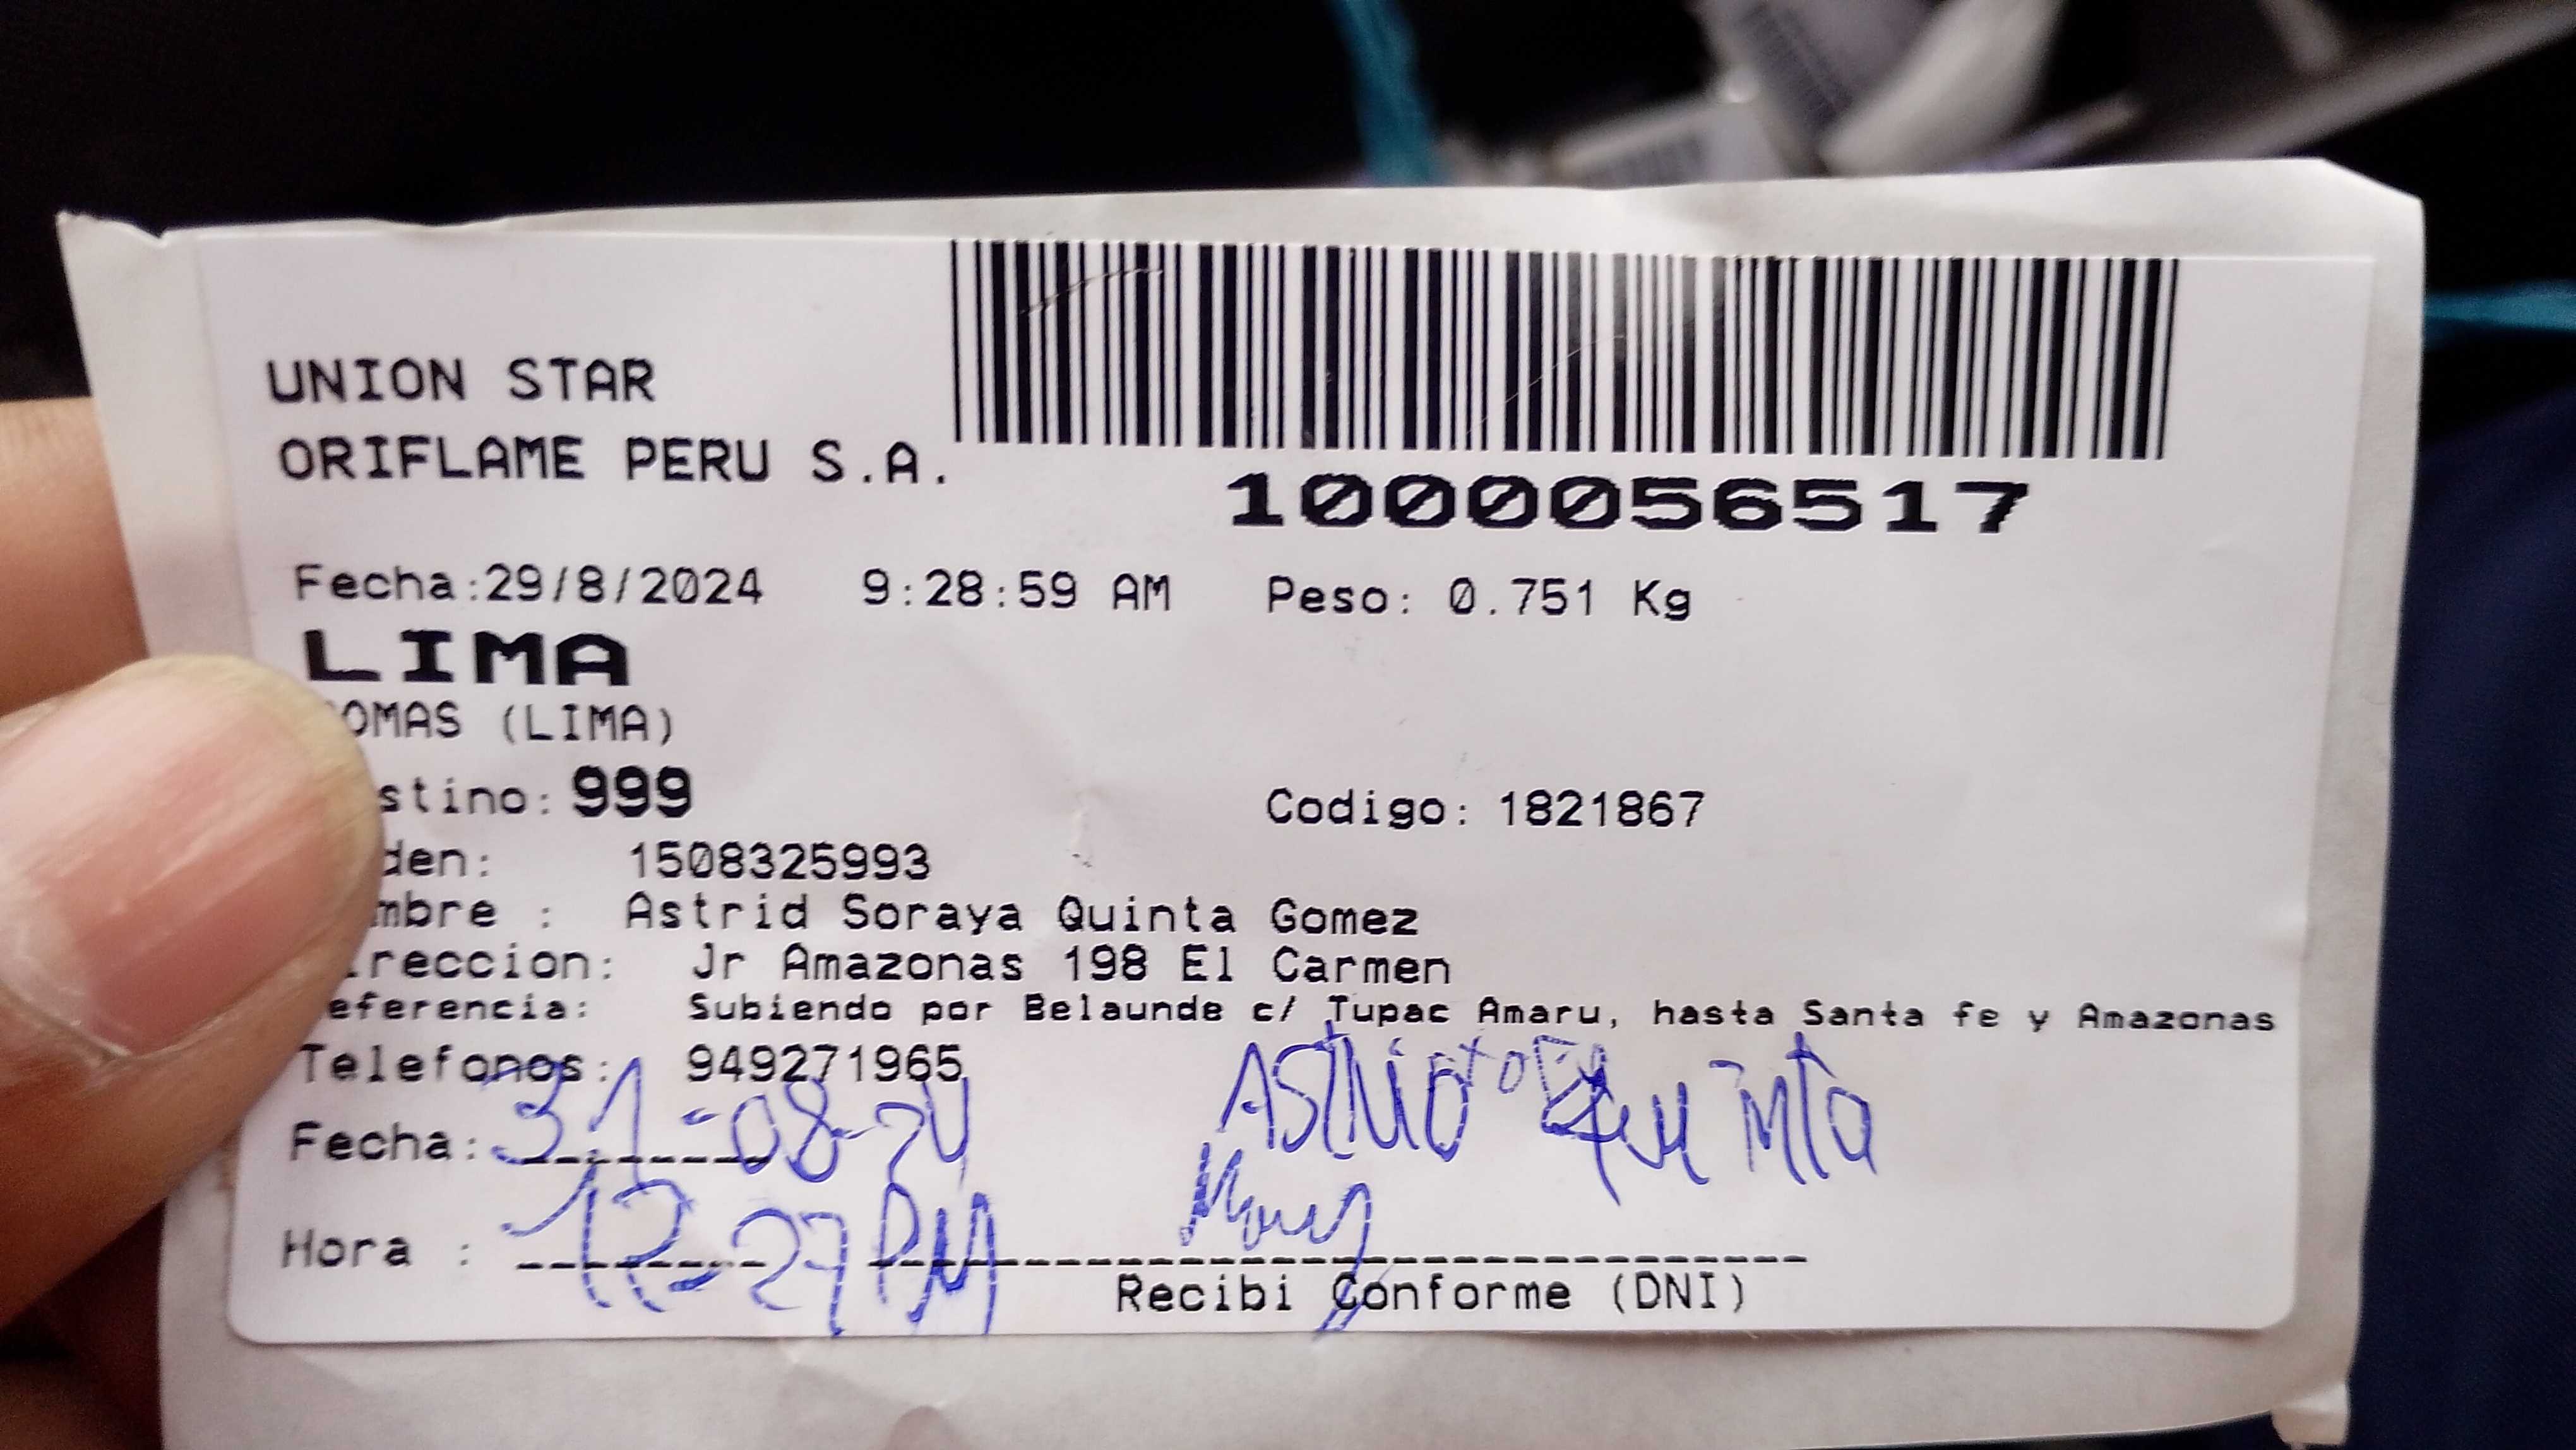 UNION STAR
ORIFLAME PERU S.A.
1000056517
Fecha:29/8/2024 9:28:59 AM Peso: 0.751 Kg
LIMA
OMAS (LIMA)
stino: 999 Codigo: 1821867
den: 1508325993
mbre : Astrid Soraya Quinta Gomez
ireccion: Jr Amazonas 198 El Carmen
eferencia: Subiendo por Belaunde c/ Tupac Amaru, hasta Santa fe y Amazonas
Telefonos: 949271965
Fecha: 31-08-24 Quinta
Hora : 12-27 PM
Recibi Conforme (DNI)